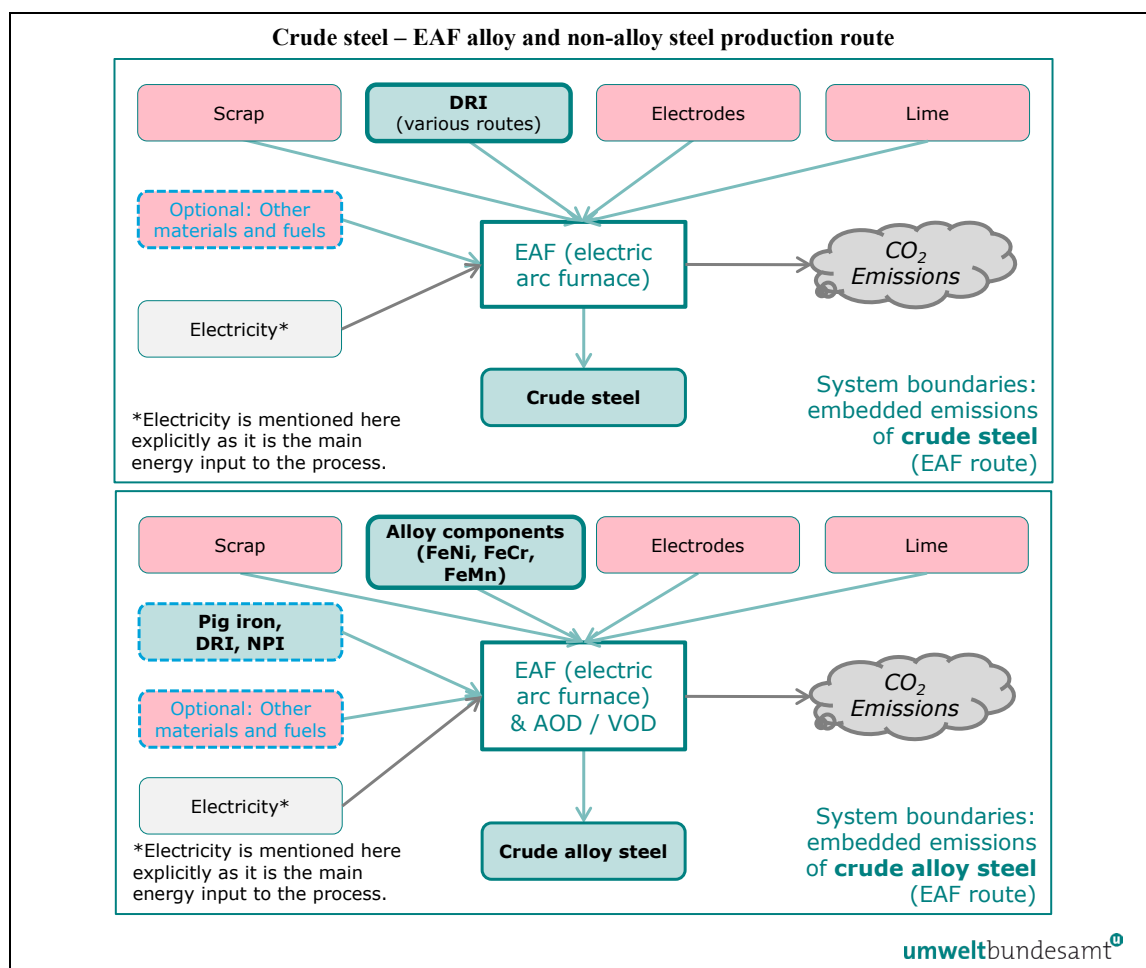 Crude steel – EAF alloy and non-alloy steel production route
Scrap
DRI
(various routes)
Electrodes
Lime
Optional: Other
materials and fuels
EAF (electric
arc furnace)
CO2
Emissions
Electricity*
Crude steel
*Electricity is mentioned here
explicitly as it is the main
energy input to the process.
System boundaries:
embedded emissions
of crude steel
(EAF route)
Scrap
Alloy components
(FeNi, FeCr,
FeMn)
Electrodes
Lime
Pig iron,
DRI, NPI
EAF (electric
arc furnace)
& AOD / VOD
CO2
Emissions
Optional: Other
materials and fuels
Electricity*
Crude alloy steel
*Electricity is mentioned here
explicitly as it is the main
energy input to the process.
System boundaries:
embedded emissions
of crude alloy steel
(EAF route)
umweltbundesamt u